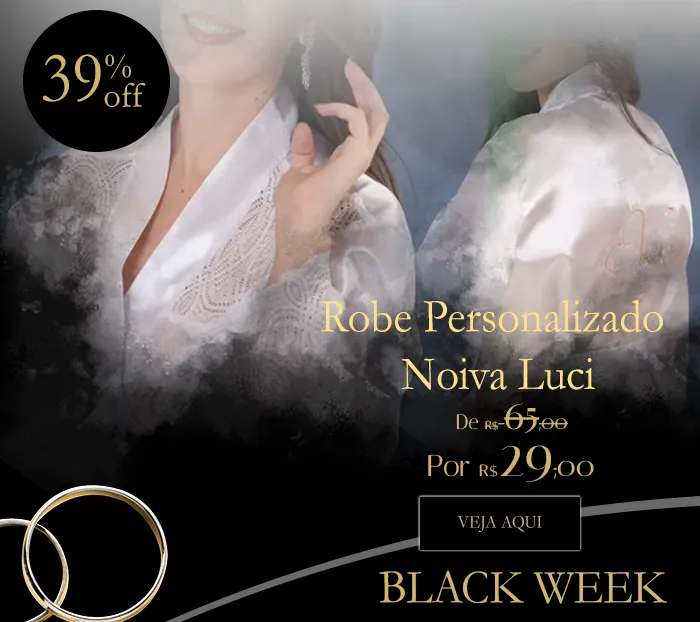 39%
off
Robe Personalizado
Noiva Luci
De R$ 65,00
Por R$ 29,00
VEJA AQUI
BLACK WEEK